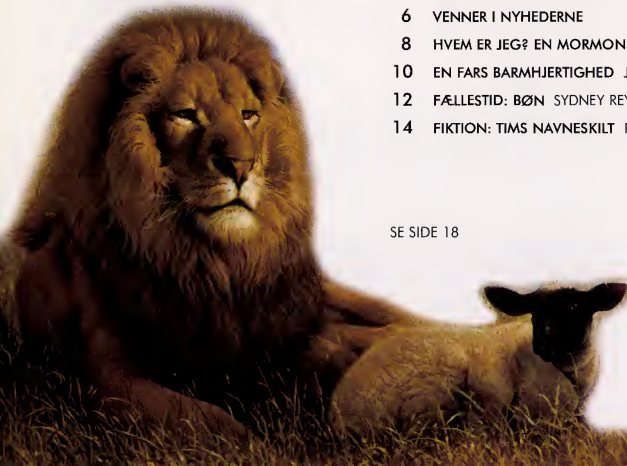 6 VENNER I NYHEDERNE
8 HVEM ER JEG? EN MORMON
10 EN FARS BARMHJERTIGHED
12 FÆLLESTID: BØN SYDNEY
14 FIKTION: TIMS NAVNESKILT
SE SIDE 18